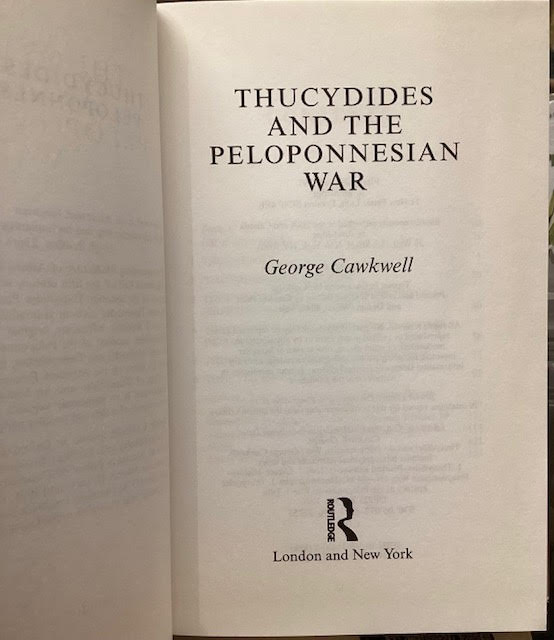 THUCYDIDES
AND THE
PELOPONNESIAN
WAR
George Cawkwell
ROUTLEDGE
London and New York